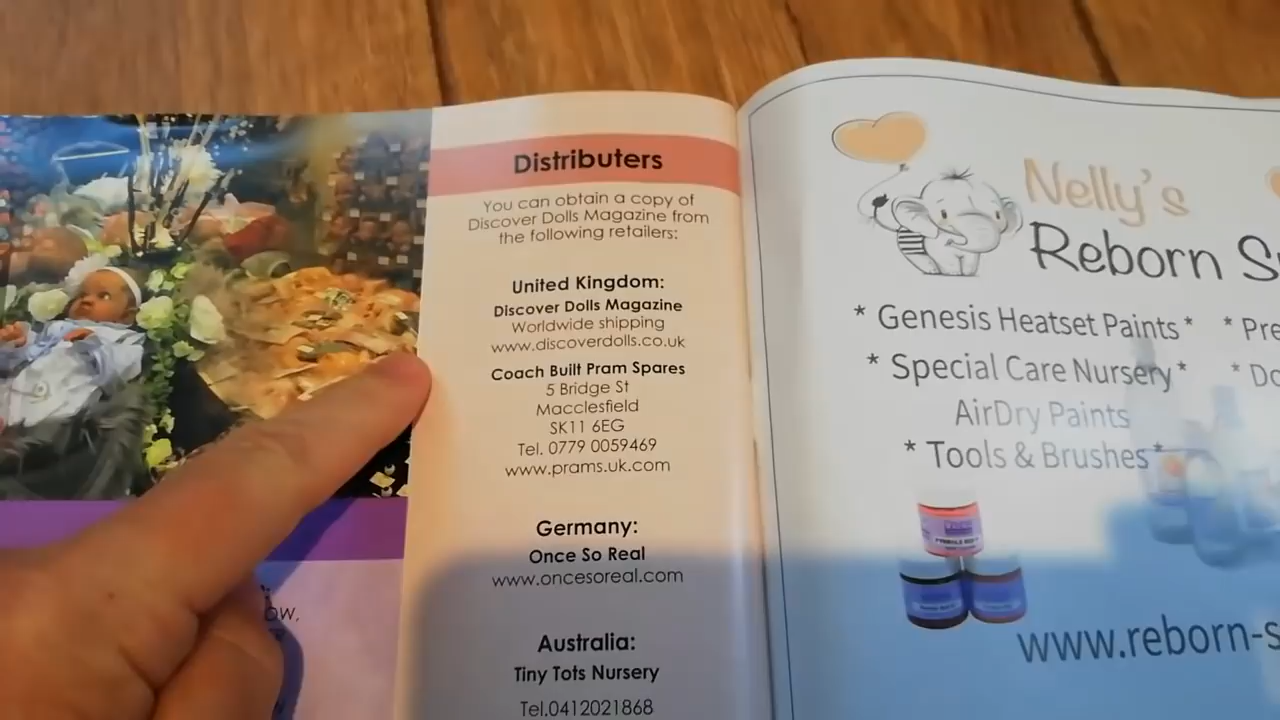 Distributers
You can obtain a copy of
Discover Dolls Magazine from
the following retailers:
United Kingdom:
Discover Dolls Magazine
Worldwide shipping
www.discoverdolls.co.uk
Coach Built Pram Spares
5 Bridge St
Macclesfield
SK11 6EG
Tel. 0779 0059469
www.prams.uk.com
Germany:
Once So Real
www.oncesoreal.com
Australia:
Tiny Tots Nursery
Tel.0412021868
Nelly's
Reborn
* Genesis Heatset Paints * * Pre
* Special Care Nursery * * Do
AirDry Paints
* Tools & Brushes *
www.reborn-s